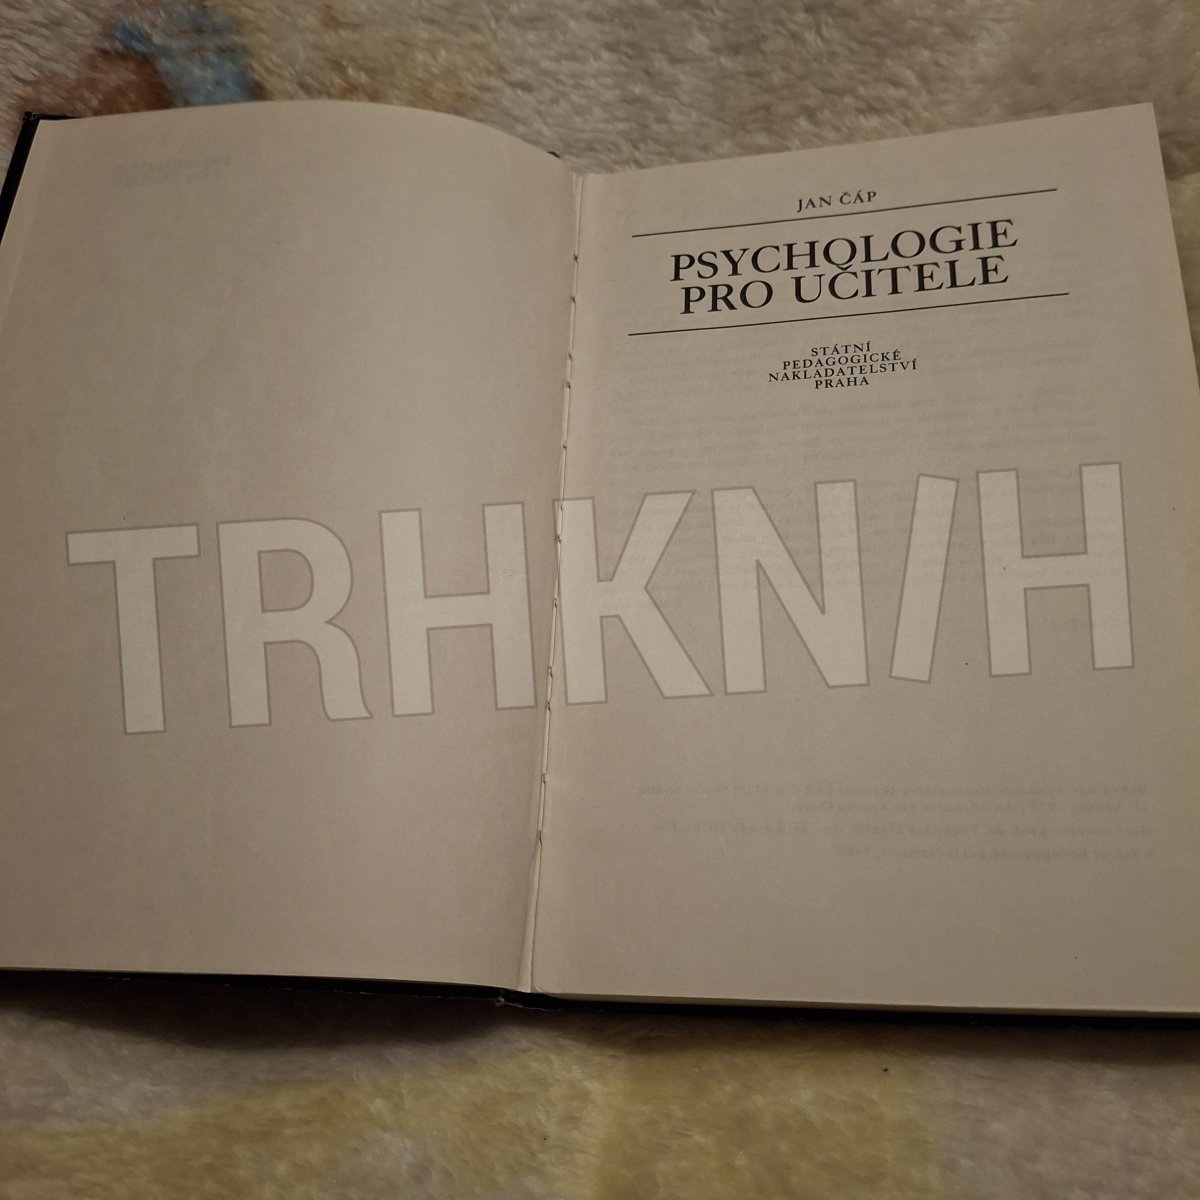 JAN ČÁP
PSYCHOLOGIE
PRO UČITELE
STÁTNÍ
PEDAGOGICKÉ
NAKLADATELSTVÍ
PRAHA
TRHKNIH